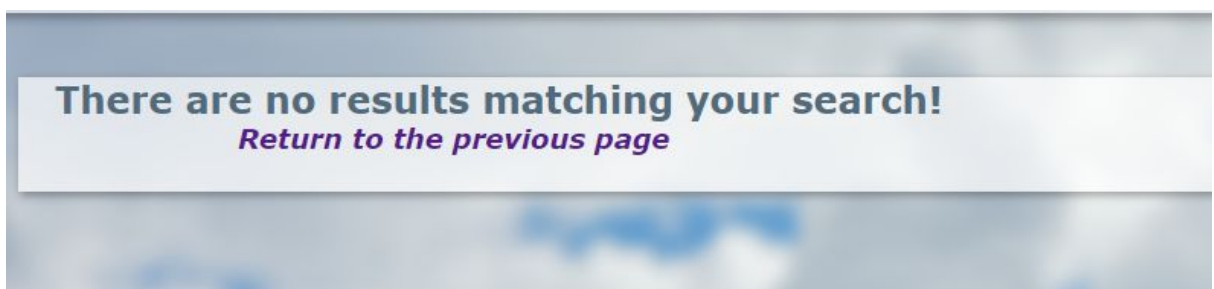 There are no results matching your search!
Return to the previous page